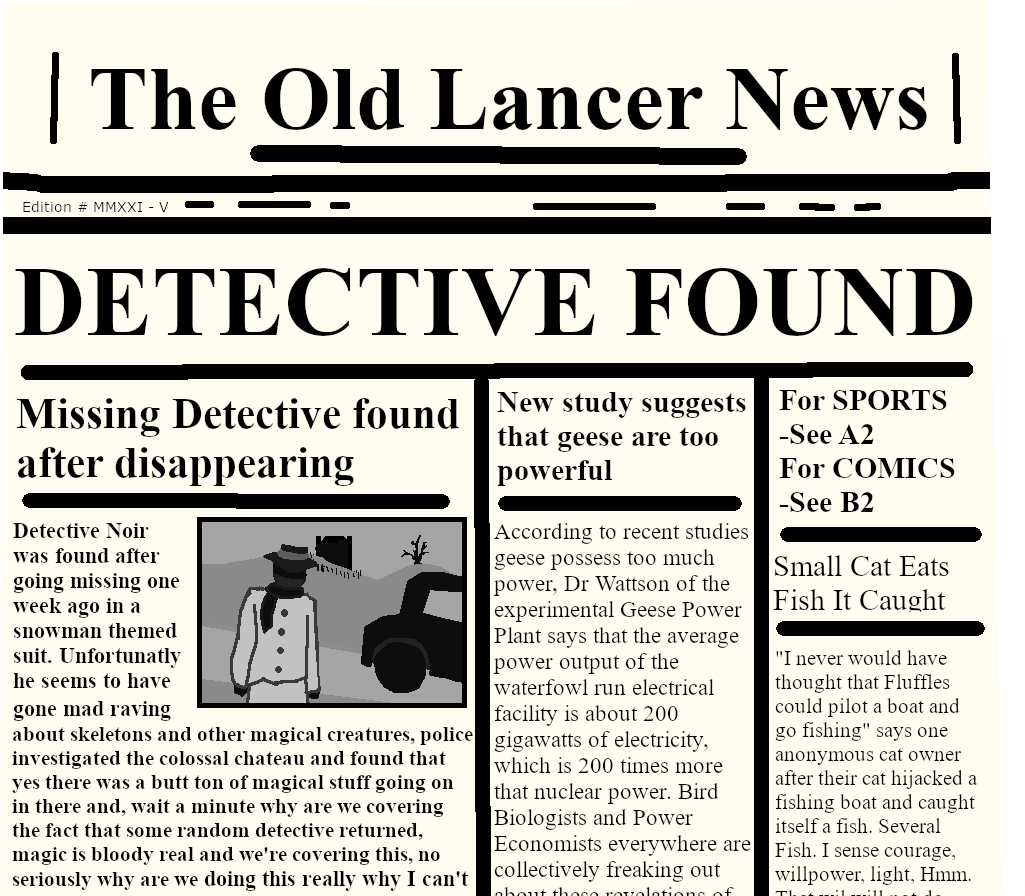 The Old Lancer News
Edition # MMXXI - V
DETECTIVE FOUND
Missing Detective found
after disappearing
Detective Noir
was found after
going missing one
week ago in a
snowman themed
suit. Unfortunatly
he seems to have
gone mad raving
about skeletons and other magical creatures, police
investigated the colossal chateau and found that
yes there was a butt ton of magical stuff going on
in there and, wait a minute why are we covering
the fact that some random detective returned,
magic is bloody real and we're covering this, no
seriously why are we doing this really why I can't
New study suggests
that geese are too
powerful
According to recent studies
geese possess too much
power, Dr Wattson of the
experimental Geese Power
Plant says that the average
power output of the
waterfowl run electrical
facility is about 200
gigawatts of electricity,
which is 200 times more
that nuclear power. Bird
Biologists and Power
Economists everywhere are
collectively freaking out
about these revelations of
For SPORTS
-See A2
For COMICS
-See B2
Small Cat Eats
Fish It Caught
"I never would have
thought that Fluffles
could pilot a boat and
go fishing" says one
anonymous cat owner
after their cat hijacked a
fishing boat and caught
itself a fish. Several
Fish. I sense courage,
willpower, light, Hmm.
That wil will not do